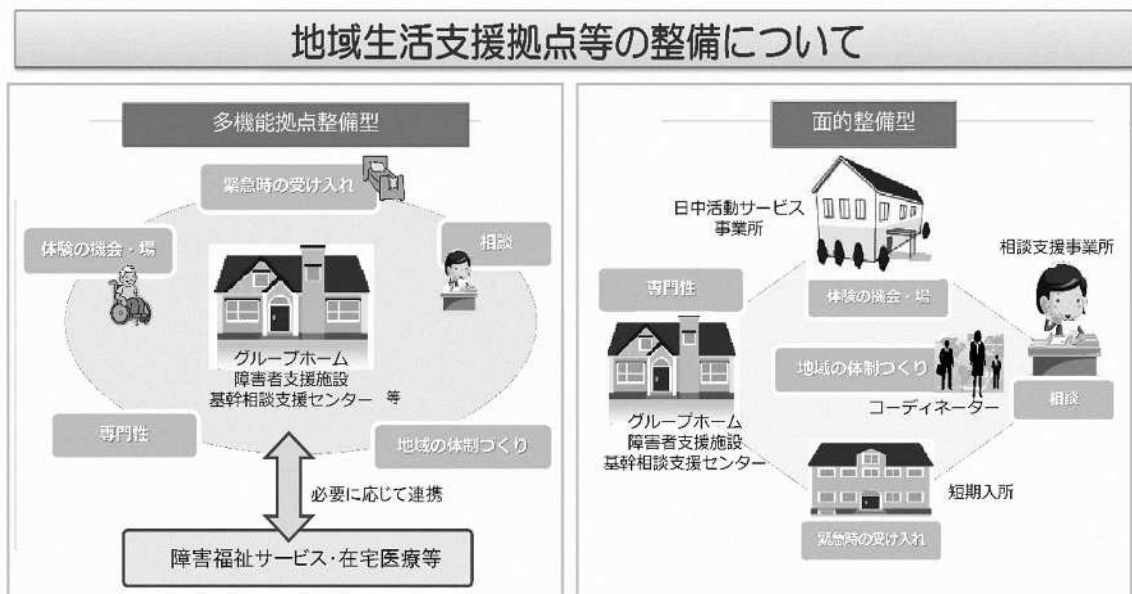 地域生活支援拠点等の整備について
多機能拠点整備型
緊急時の受け入れ
体験の機会・場
相談
グループホーム
障害者支援施設
基幹相談支援センター 等
専門性
地域の体制づくり
必要に応じて連携
障害福祉サービス・在宅医療等
面的整備型
日中活動サービス
事業所
相談支援事業所
専門性
体験の機会・場
地域の体制づくり
コーディネーター
相談
グループホーム
障害者支援施設
基幹相談支援センター
短期入所
緊急時の受け入れ